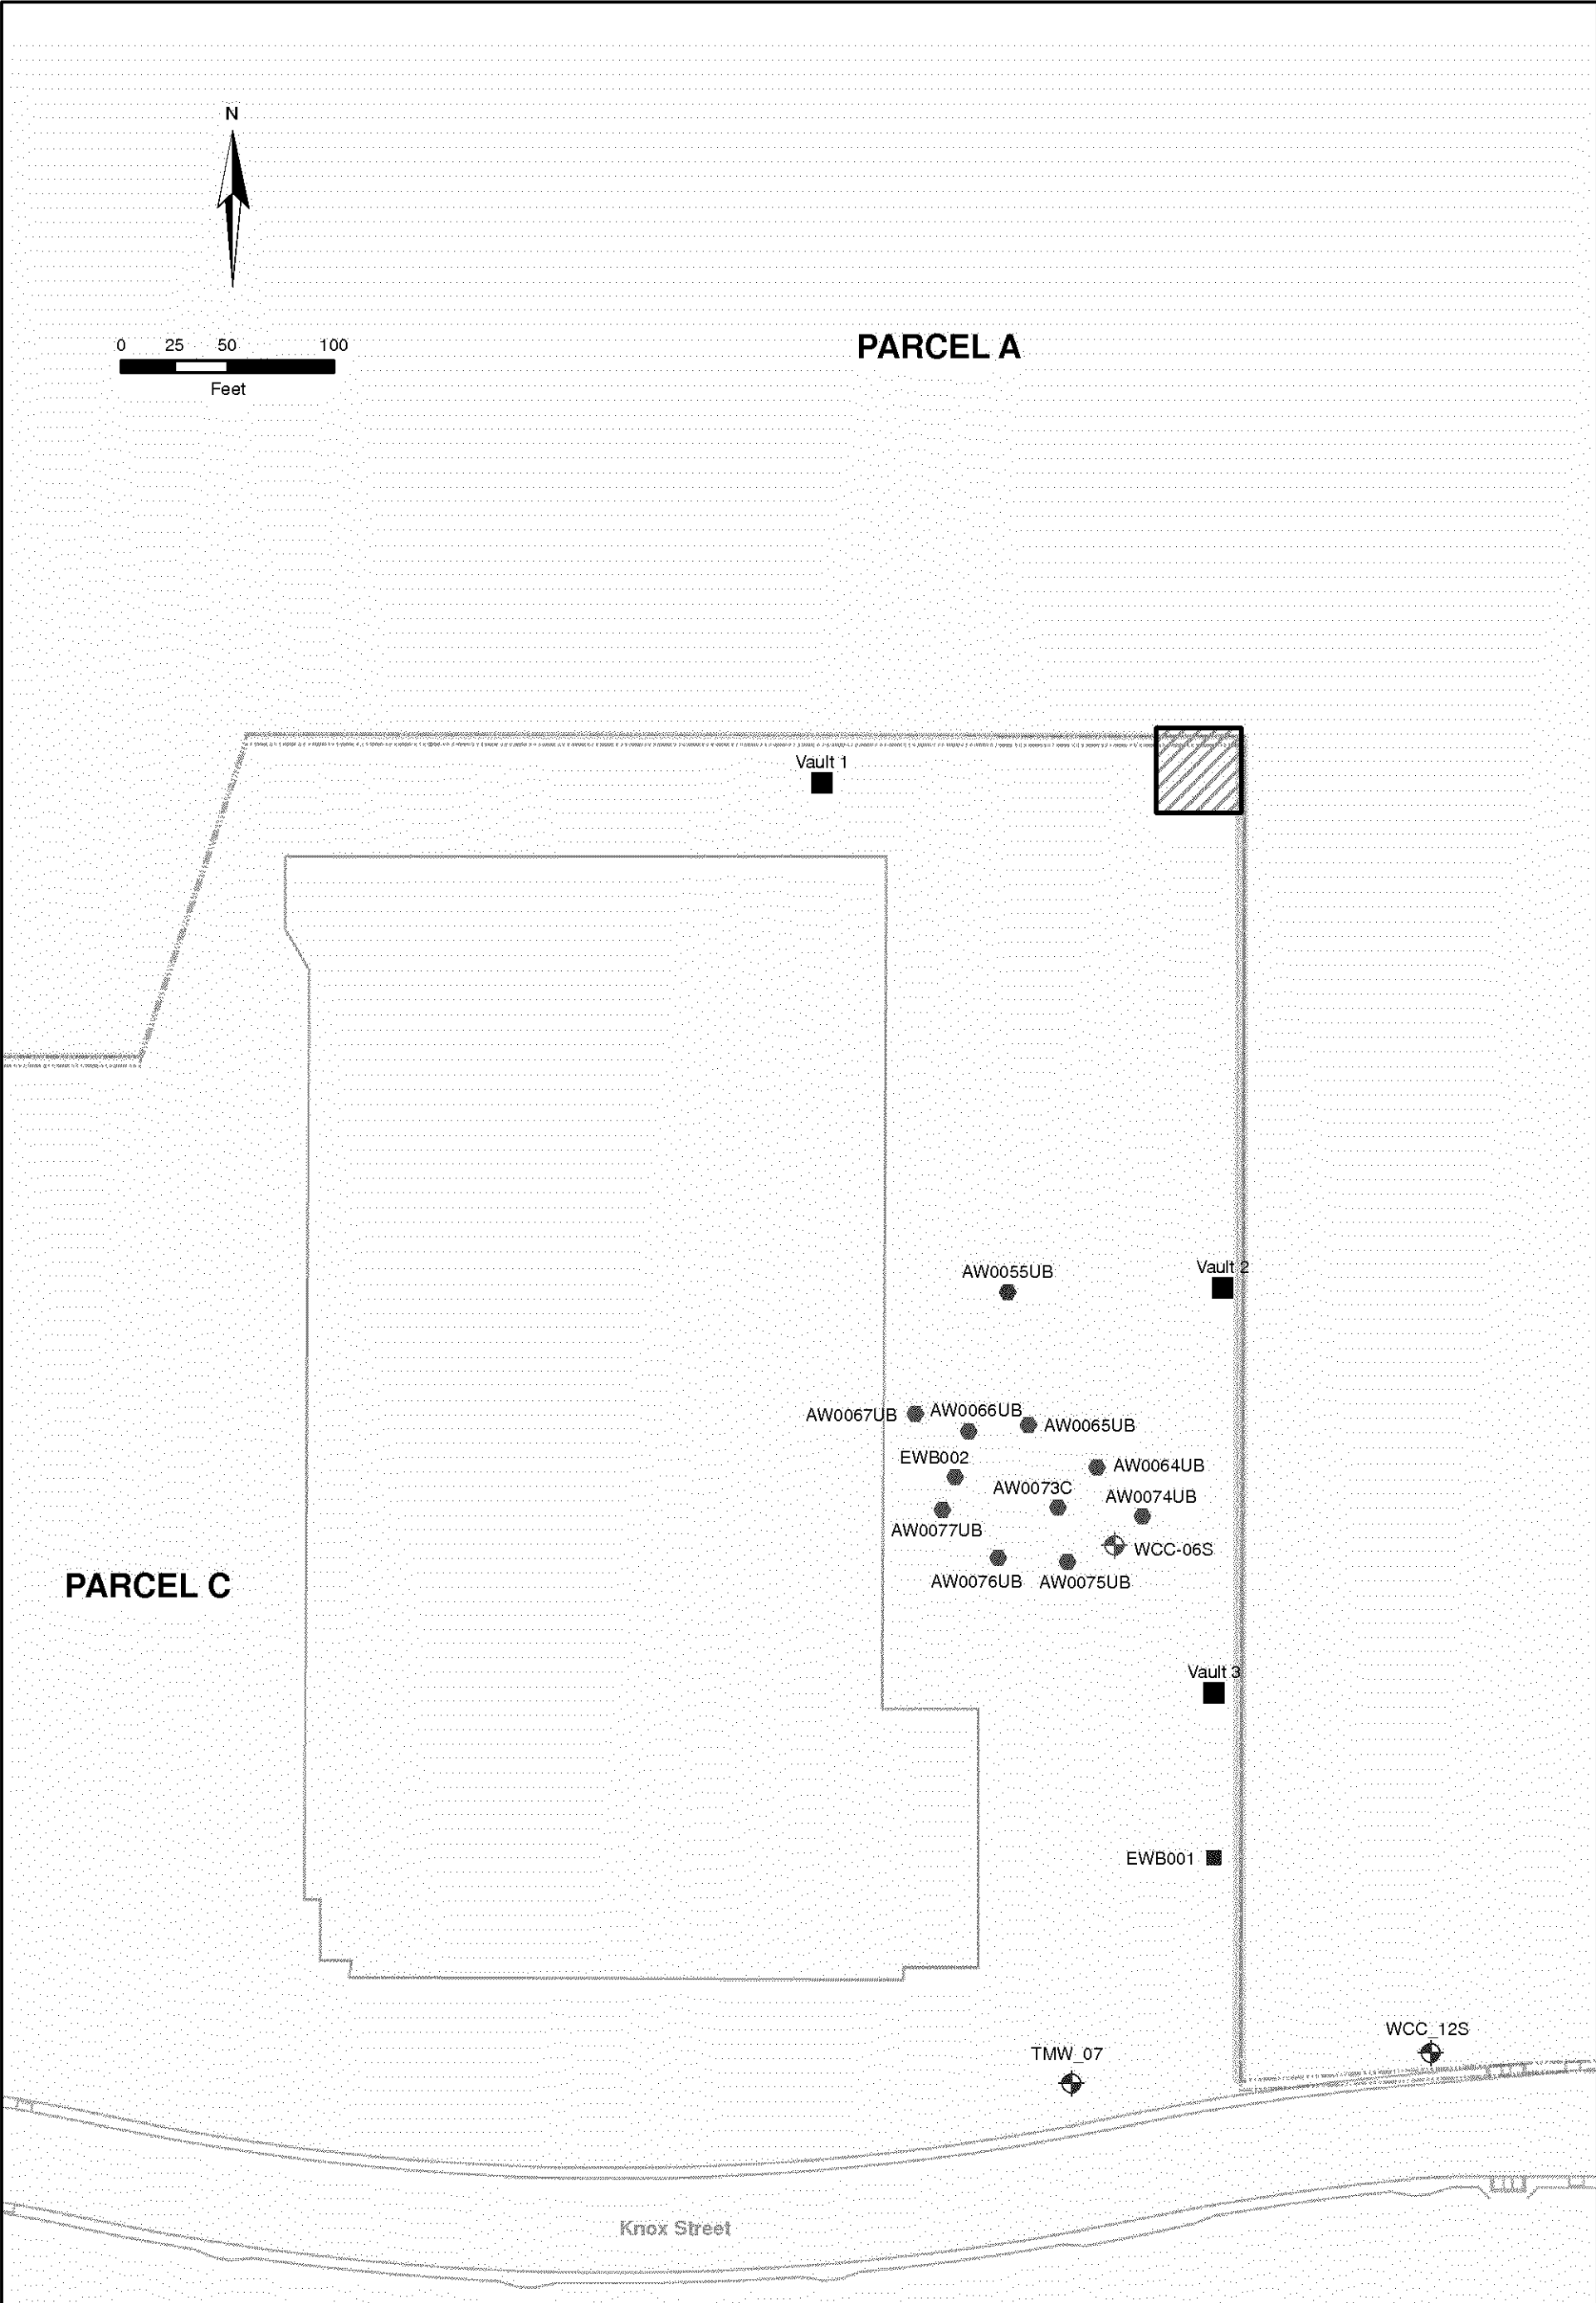 N
0 25 50 100
Feet
PARCEL A
Vault 1
Vault 2
AW0055UB
AW0067UB
AW0066UB
AW0065UB
EWB002
AW0064UB
AW0073C
AW0074UB
AW0077UB
WCC-06S
AW0076UB
AW0075UB
PARCEL C
Vault 3
EWB001
WCC_12S
TMW_07
Knox Street